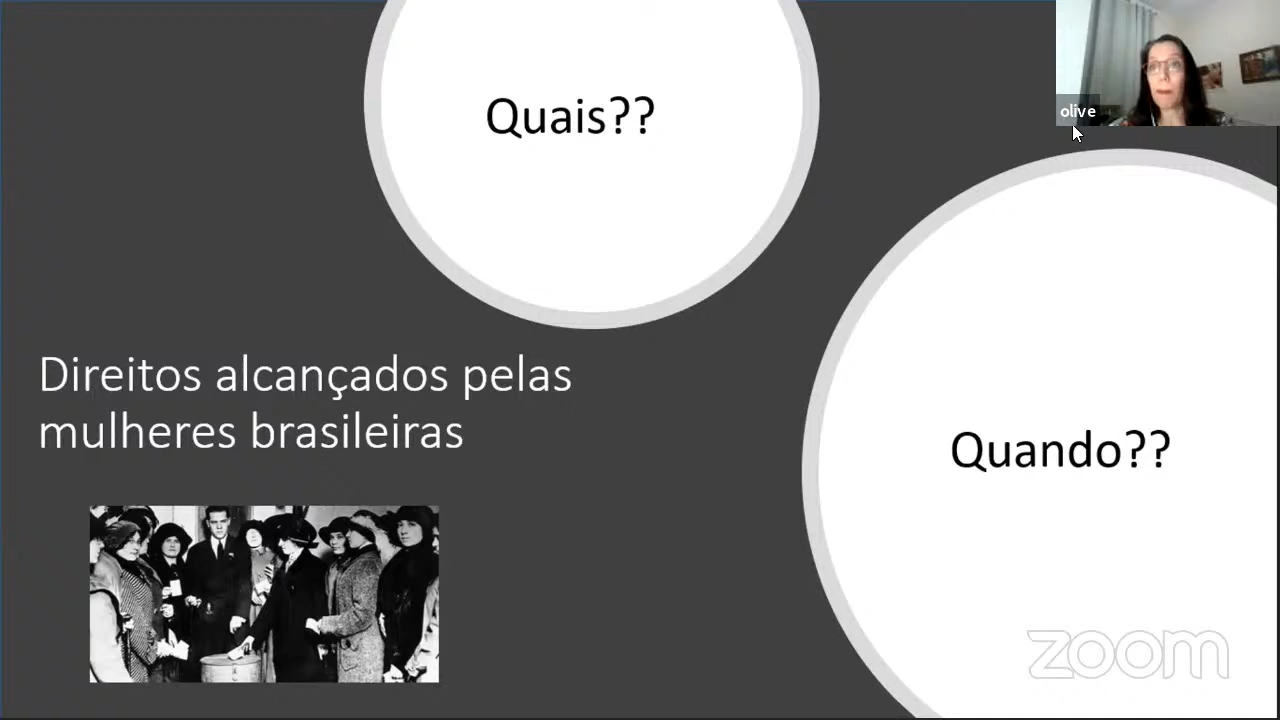 Quais??
olive
Direitos alcançados pelas
mulheres brasileiras
Quando??
zoom